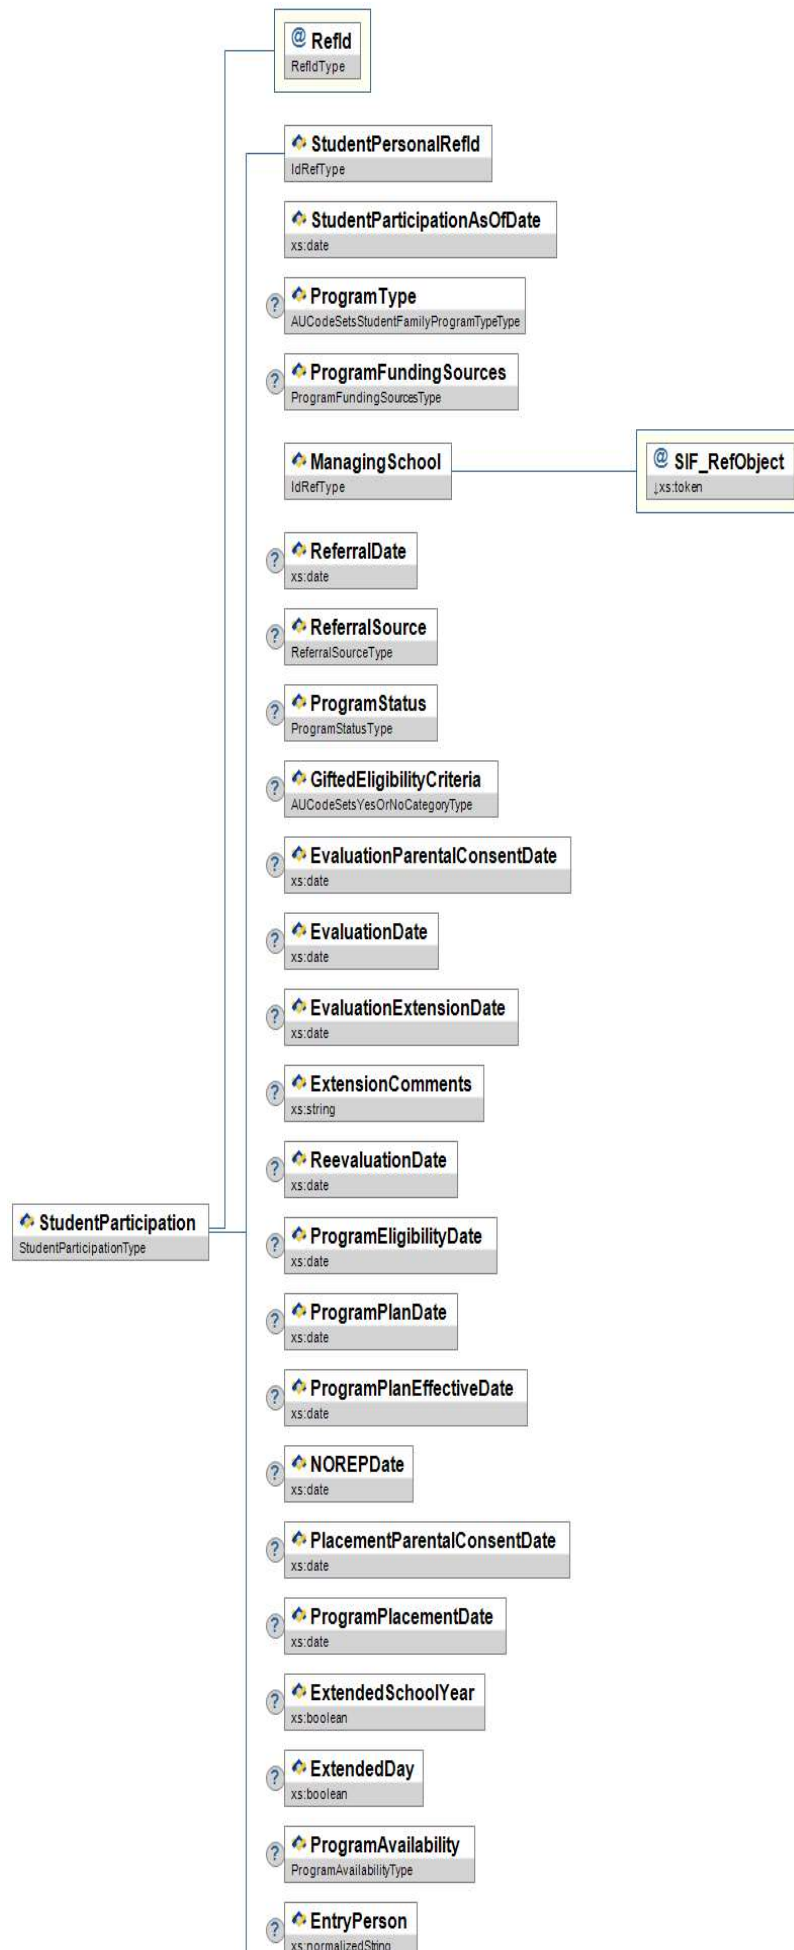 @ RefId
RefIdType
StudentPersonalRefId
IdRefType
StudentParticipationAsOfDate
xs:date
? ProgramType
AUCodeSetsStudentFamilyProgramTypeType
? ProgramFundingSources
ProgramFundingSourcesType
ManagingSchool
IdRefType
@ SIF_RefObject
↓xs:token
? ReferralDate
xs:date
? ReferralSource
ReferralSourceType
? ProgramStatus
ProgramStatusType
? GiftedEligibilityCriteria
AUCodeSetsYesOrNoCategoryType
? EvaluationParentalConsentDate
xs:date
? EvaluationDate
xs:date
? EvaluationExtensionDate
xs:date
? ExtensionComments
xs:string
? ReevaluationDate
xs:date
StudentParticipation
StudentParticipationType
? ProgramEligibilityDate
xs:date
? ProgramPlanDate
xs:date
? ProgramPlanEffectiveDate
xs:date
? NOREPDate
xs:date
? PlacementParentalConsentDate
xs:date
? ProgramPlacementDate
xs:date
? ExtendedSchoolYear
xs:boolean
? ExtendedDay
xs:boolean
? ProgramAvailability
ProgramAvailabilityType
? EntryPerson
xs:normalizedString